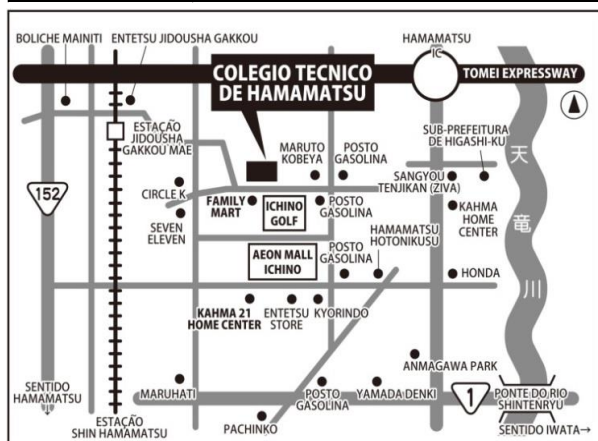 BOLICHE MAINITI
ENTETSU JIDOUSHA GAKKOU
HAMAMATSU
IC
COLEGIO TECNICO
DE HAMAMATSU
TOMEI EXPRESSWAY
ESTAÇÃO
JIDOUSHA
GAKKOU MAE
MARUTO
KOBEYA
POSTO
GASOLINA
SUB-PREFEITURA
DE HIGASHI-KU
天
竜
川
152
CIRCLE K
SEVEN
ELEVEN
FAMILY
MART
ICHINO
GOLF
POSTO
GASOLINA
SANGYOU
TENJIKAN (ZIVA)
KAHMA
HOME
CENTER
HAMAMATSU
HOTONIKUSU
AEON MALL
ICHINO
POSTO
GASOLINA
HONDA
KAHMA 21
HOME CENTER
ENTETSU
STORE
KYORINDO
ANMAGAWA PARK
SENTIDO
HAMAMATSU
↓
ESTAÇÃO
SHIN HAMAMATSU
MARUHATI
PACHINKO
POSTO
GASOLINA
YAMADA DENKI
1
PONTE DO RIO
SHINTENRYU
SENTIDO IWATA→